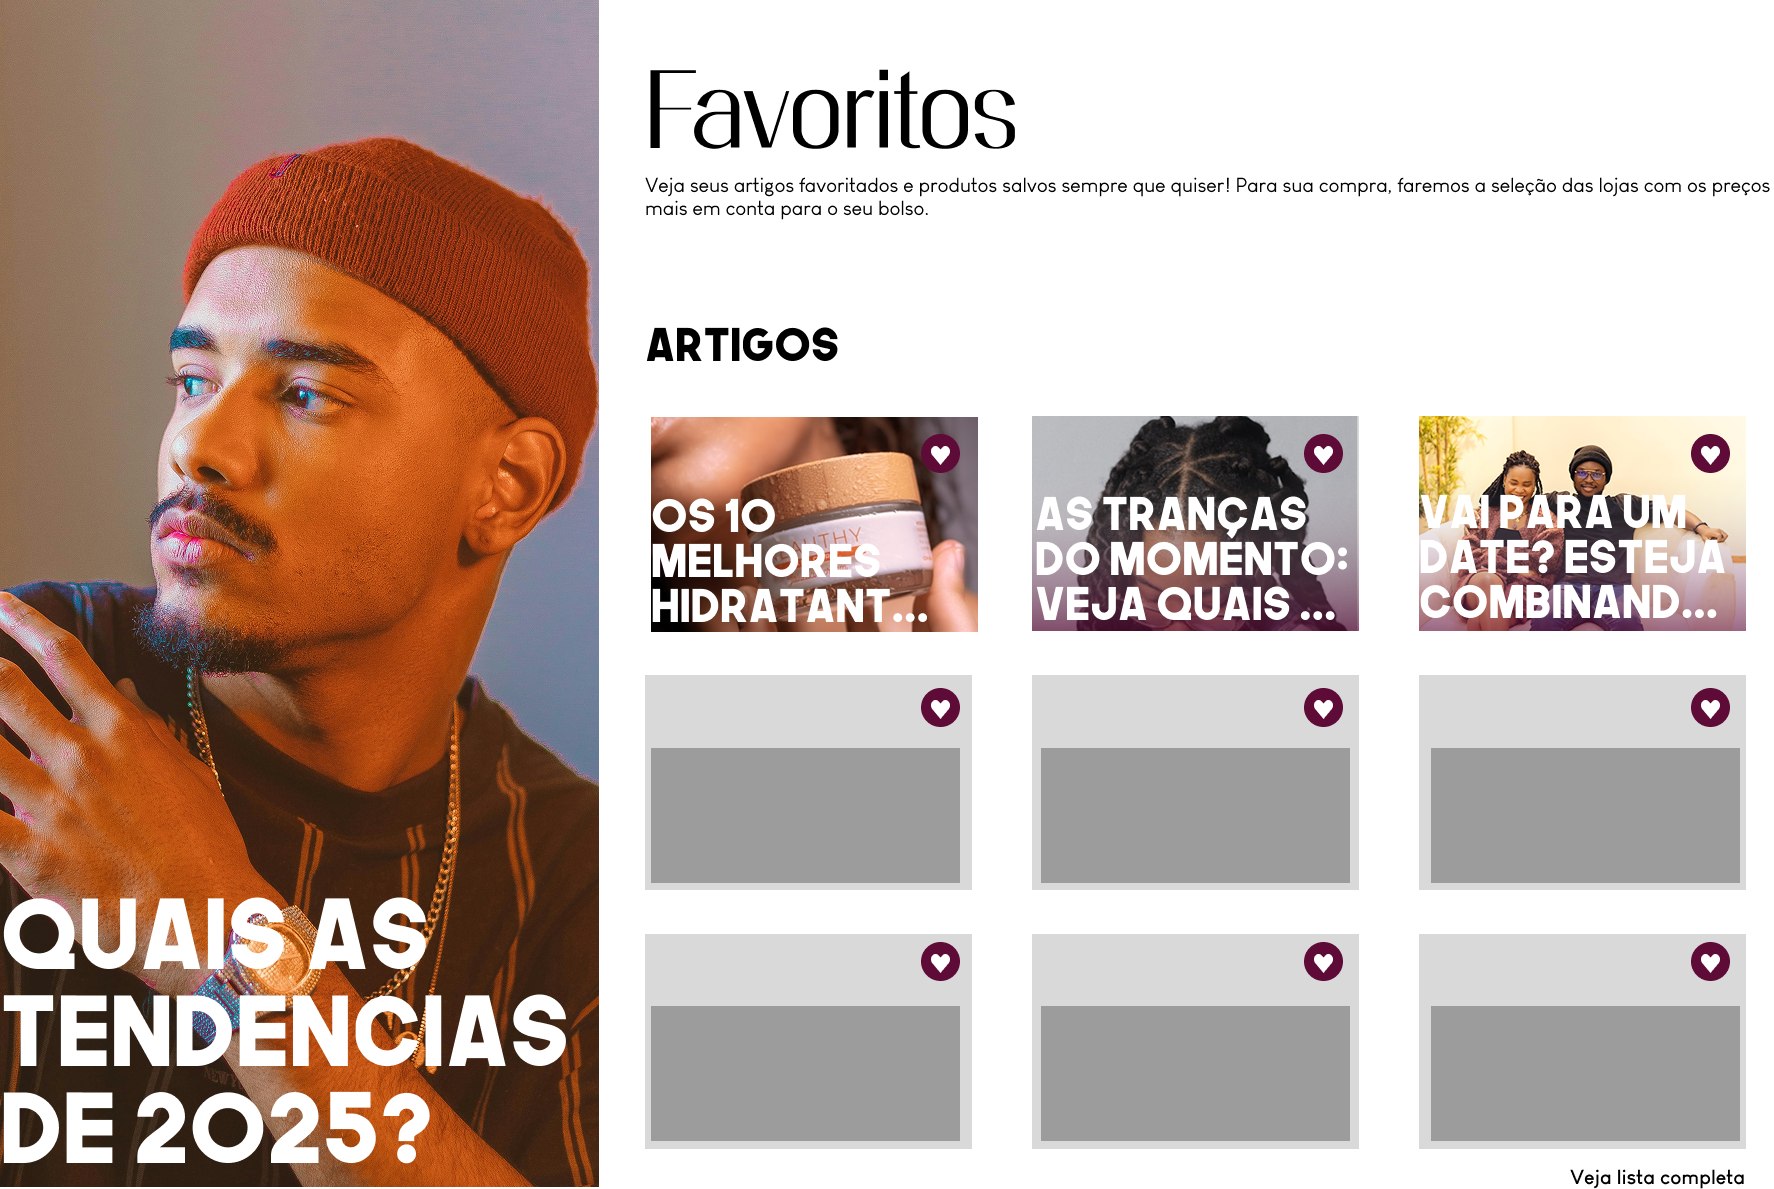 Favoritos
Veja seus artigos favoritados e produtos salvos sempre que quiser! Para sua compra, faremos a seleção das lojas com os preços
mais em conta para o seu bolso.
ARTIGOS
OS 10
MELHORES
HIDRATANT...
AS TRANÇAS
DO MOMENTO:
VEJA QUAIS ...
VAI PARA UM
DATE? ESTEJA
COMBINAND...
QUAIS AS
TENDENCIAS
DE 2025?
Veja lista completa